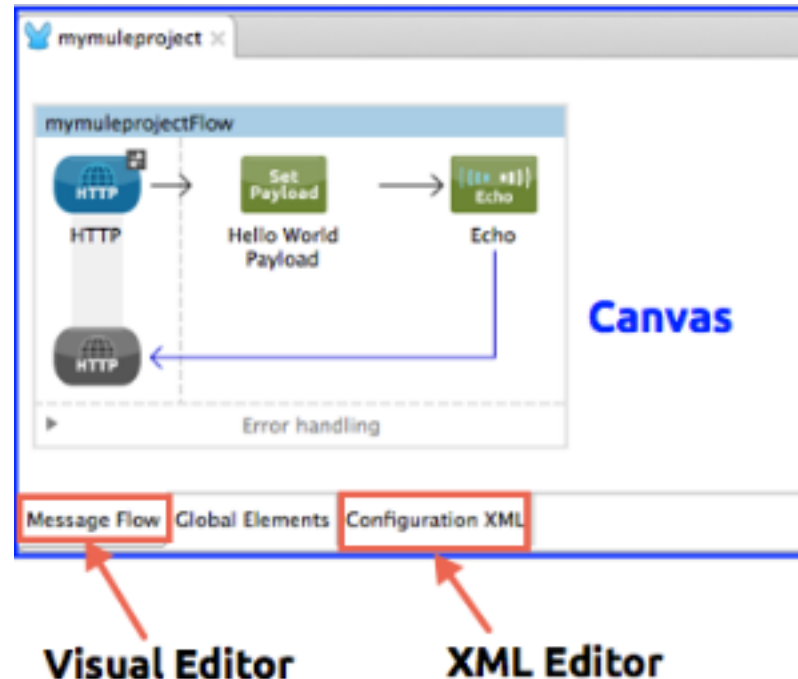 mymuleproject
mymuleprojectFlow
HTTP
Set
Payload
Echo
HTTP
Hello World
Payload
Echo
Canvas
HTTP
Error handling
Message Flow
Global Elements
Configuration XML
Visual Editor
XML Editor